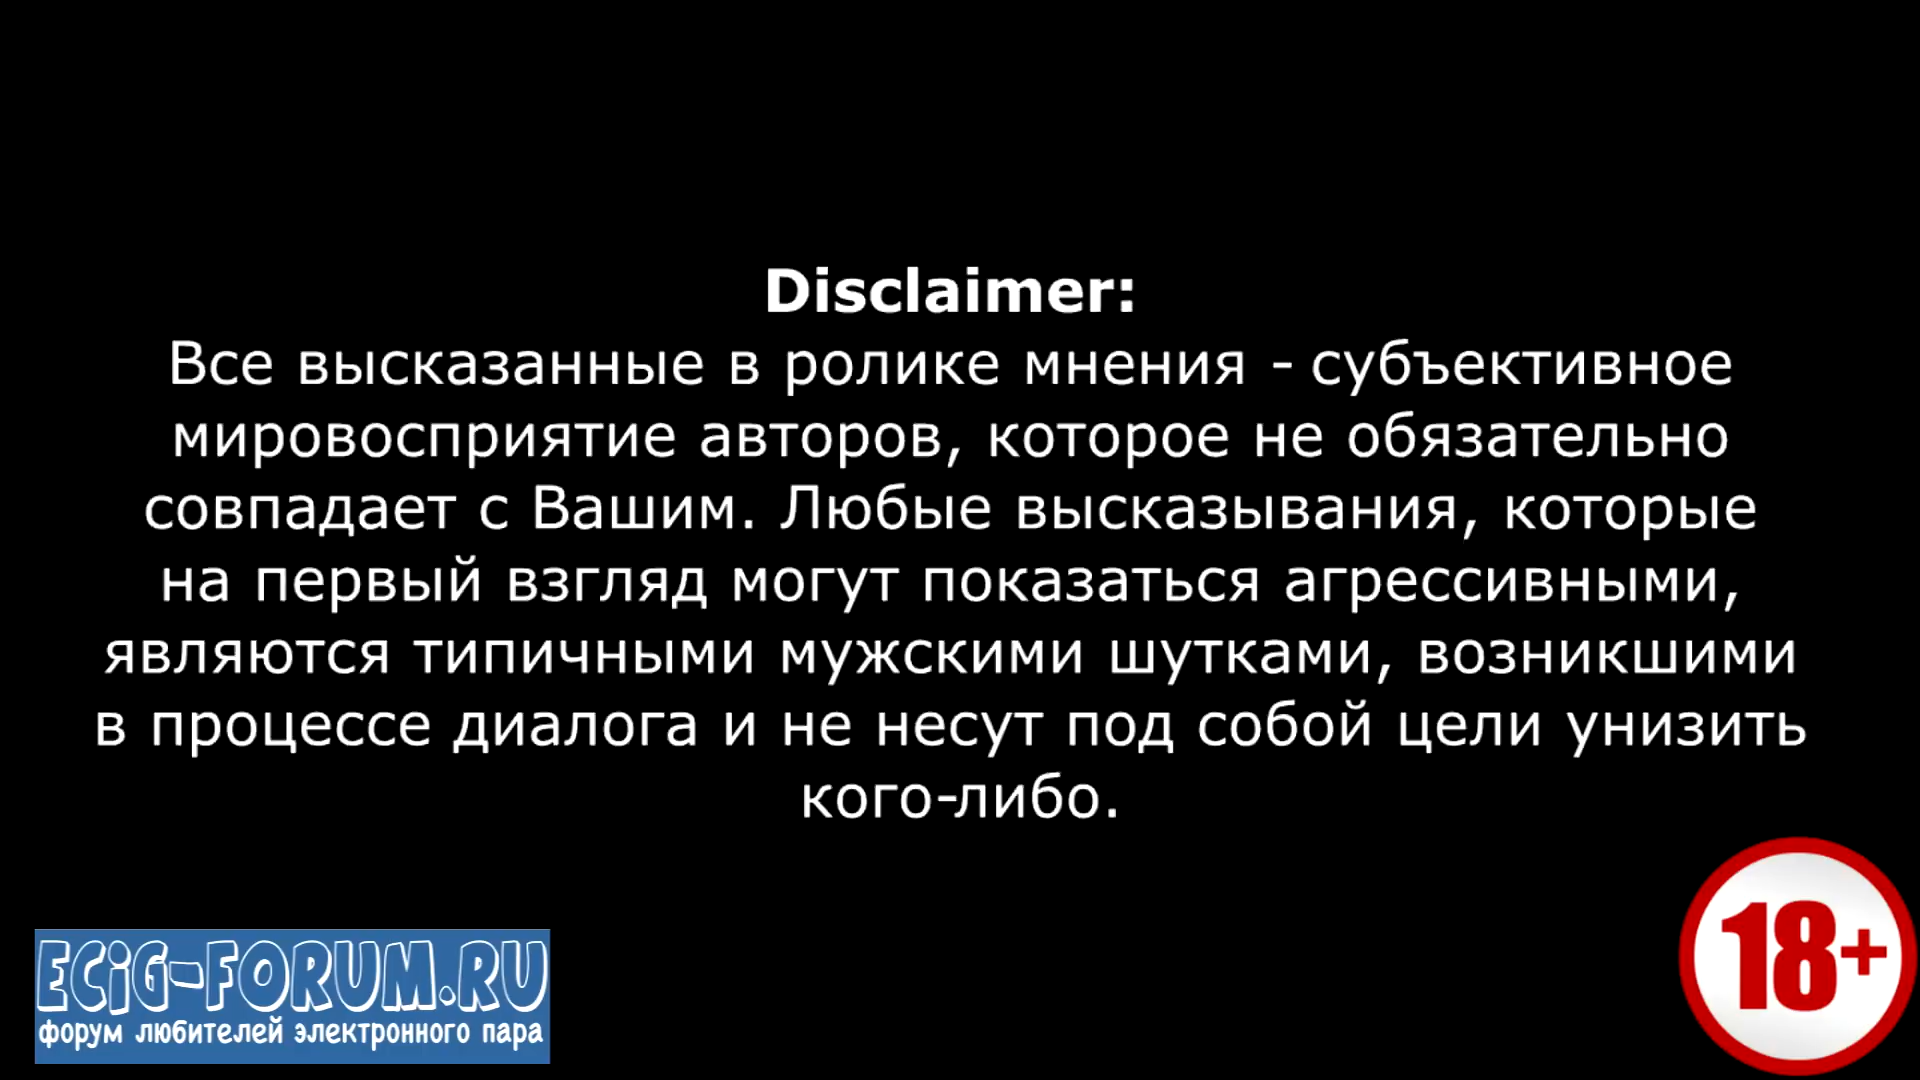 Disclaimer:
Все высказанные в ролике мнения - субъективное
мировосприятие авторов, которое не обязательно
совпадает с Вашим. Любые высказывания, которые
на первый взгляд могут показаться агрессивными,
являются типичными мужскими шутками, возникшими
в процессе диалога и не несут под собой цели унизить
кого-либо.
ECiG-FORUM.RU
форум любителей электронного пара
18+